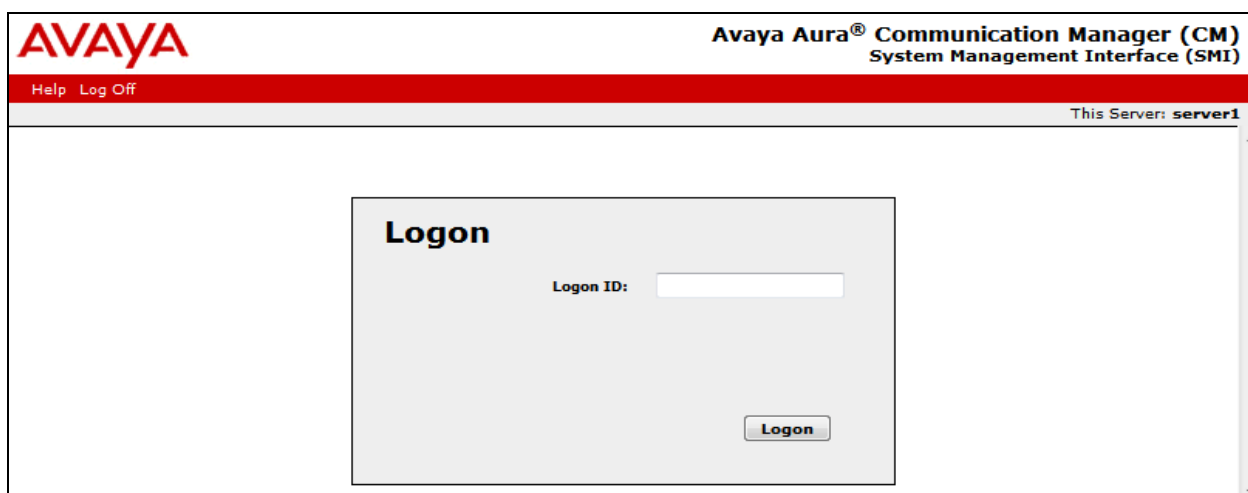 AVAYA
Avaya Aura® Communication Manager (CM)
System Management Interface (SMI)
Help Log Off
This Server: server1
Logon
Logon ID:
Logon